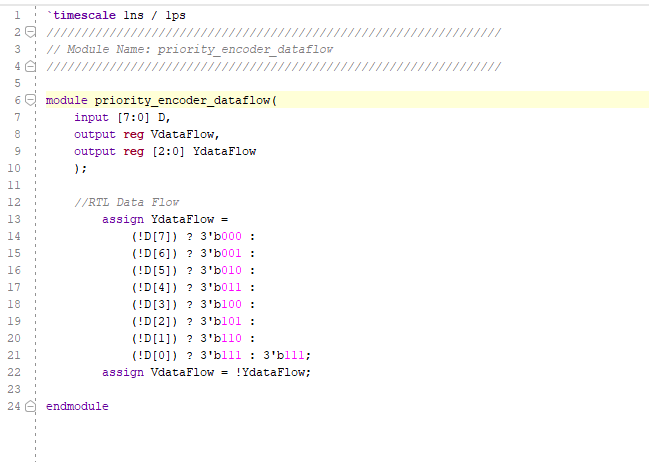 1 `timescale 1ns / 1ps
2 /////////////////////////////////////////////////////////////////
3 // Module Name: priority_encoder_dataflow
4 /////////////////////////////////////////////////////////////////
5
6 module priority_encoder_dataflow(
7 input [7:0] D,
8 output reg VdataFlow,
9 output reg [2:0] YdataFlow
10 );
11
12 //RTL Data Flow
13 assign YdataFlow =
14 (!D[7]) ? 3'b000 :
15 (!D[6]) ? 3'b001 :
16 (!D[5]) ? 3'b010 :
17 (!D[4]) ? 3'b011 :
18 (!D[3]) ? 3'b100 :
19 (!D[2]) ? 3'b101 :
20 (!D[1]) ? 3'b110 :
21 (!D[0]) ? 3'b111 : 3'b111;
22 assign VdataFlow = !YdataFlow;
23
24 endmodule